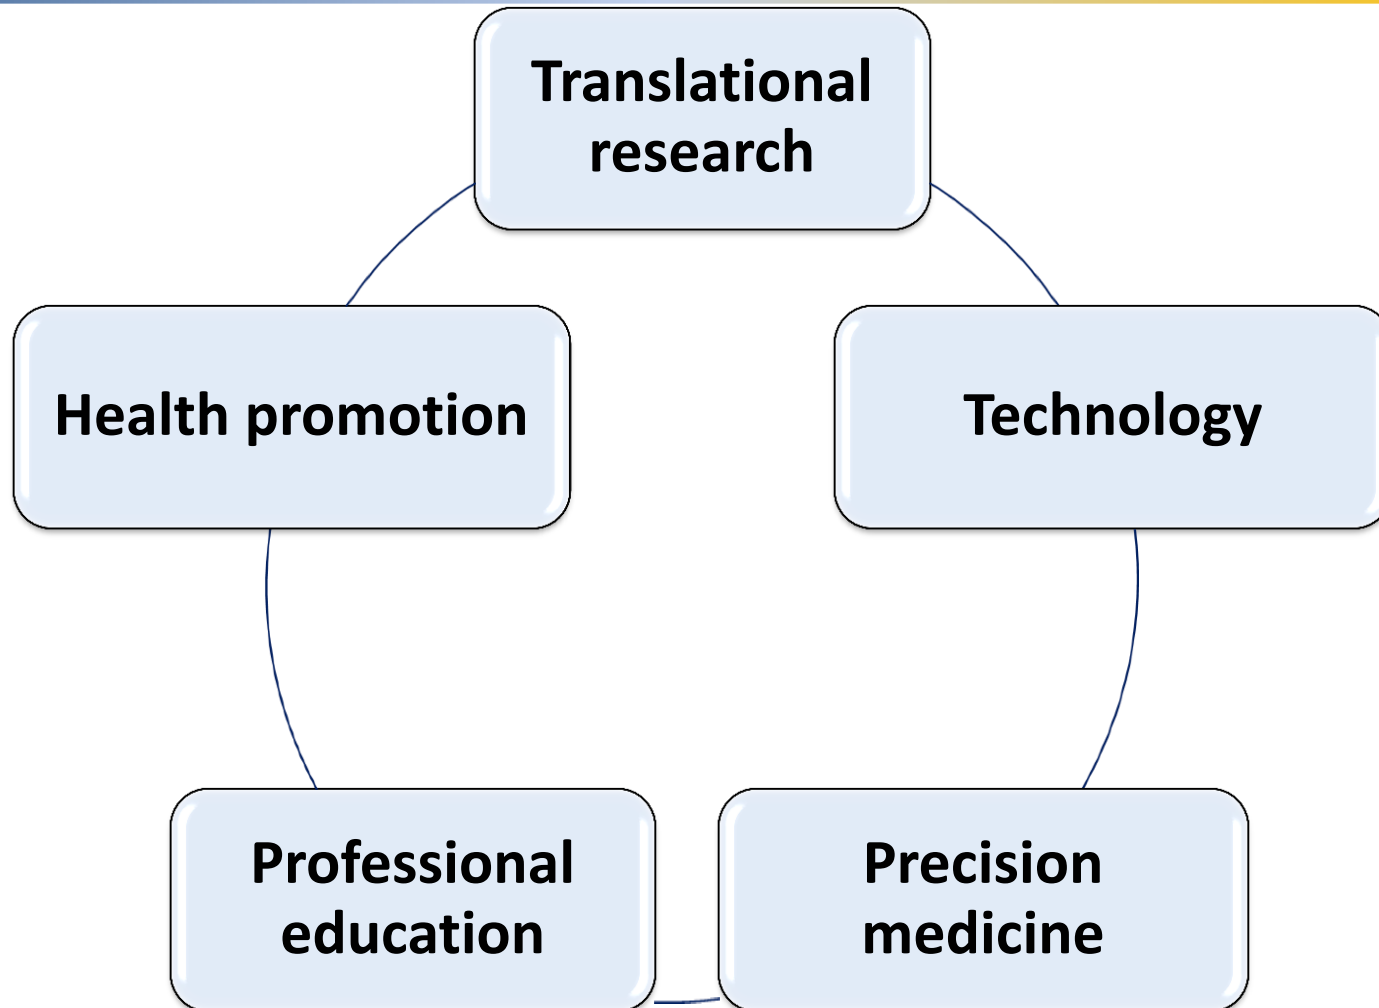 Translational
research
Health promotion
Technology
Professional
education
Precision
medicine